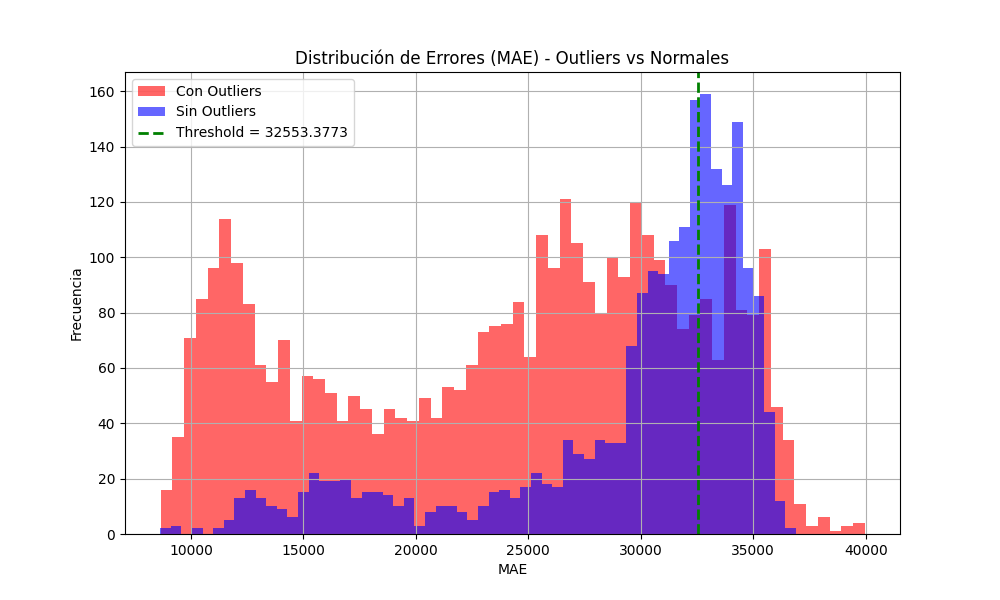 Distribución de Errores (MAE) - Outliers vs Normales
Con Outliers
Sin Outliers
Threshold = 32553.3773
Frecuencia
160
140
120
100
80
60
40
20
0
10000 15000 20000 25000 30000 35000 40000
MAE